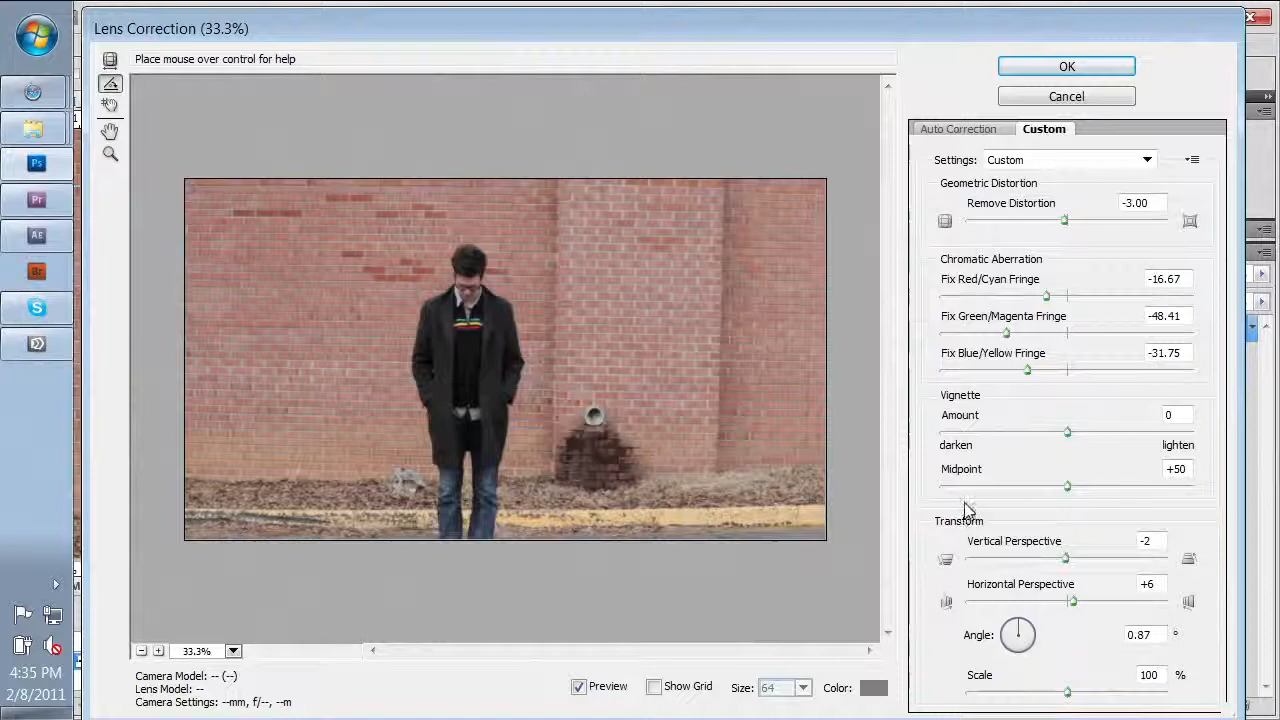 Lens Correction (33.3%)
Place mouse over control for help
OK
Cancel
Auto Correction Custom
Settings: Custom
Geometric Distortion
Remove Distortion -3.00
Chromatic Aberration
Fix Red/Cyan Fringe -16.67
Fix Green/Magenta Fringe -48.41
Fix Blue/Yellow Fringe -31.75
Vignette
Amount 0
darken lighten
Midpoint +50
Transform
Vertical Perspective -2
Horizontal Perspective +6
Angle: 0.87 °
Scale 100 %
33.3%
Camera Model: -- (--)
Lens Model: --
Camera Settings: --mm, f/--, --m
Preview Show Grid Size: 64 Color:
Ps
Pr
AE
Br
S
4:35 PM
2/8/2011